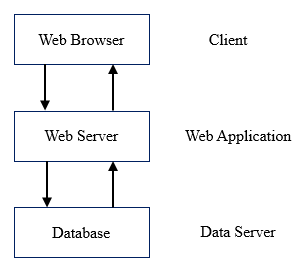 Web Browser Client
Web Server Web Application
Database Data Server